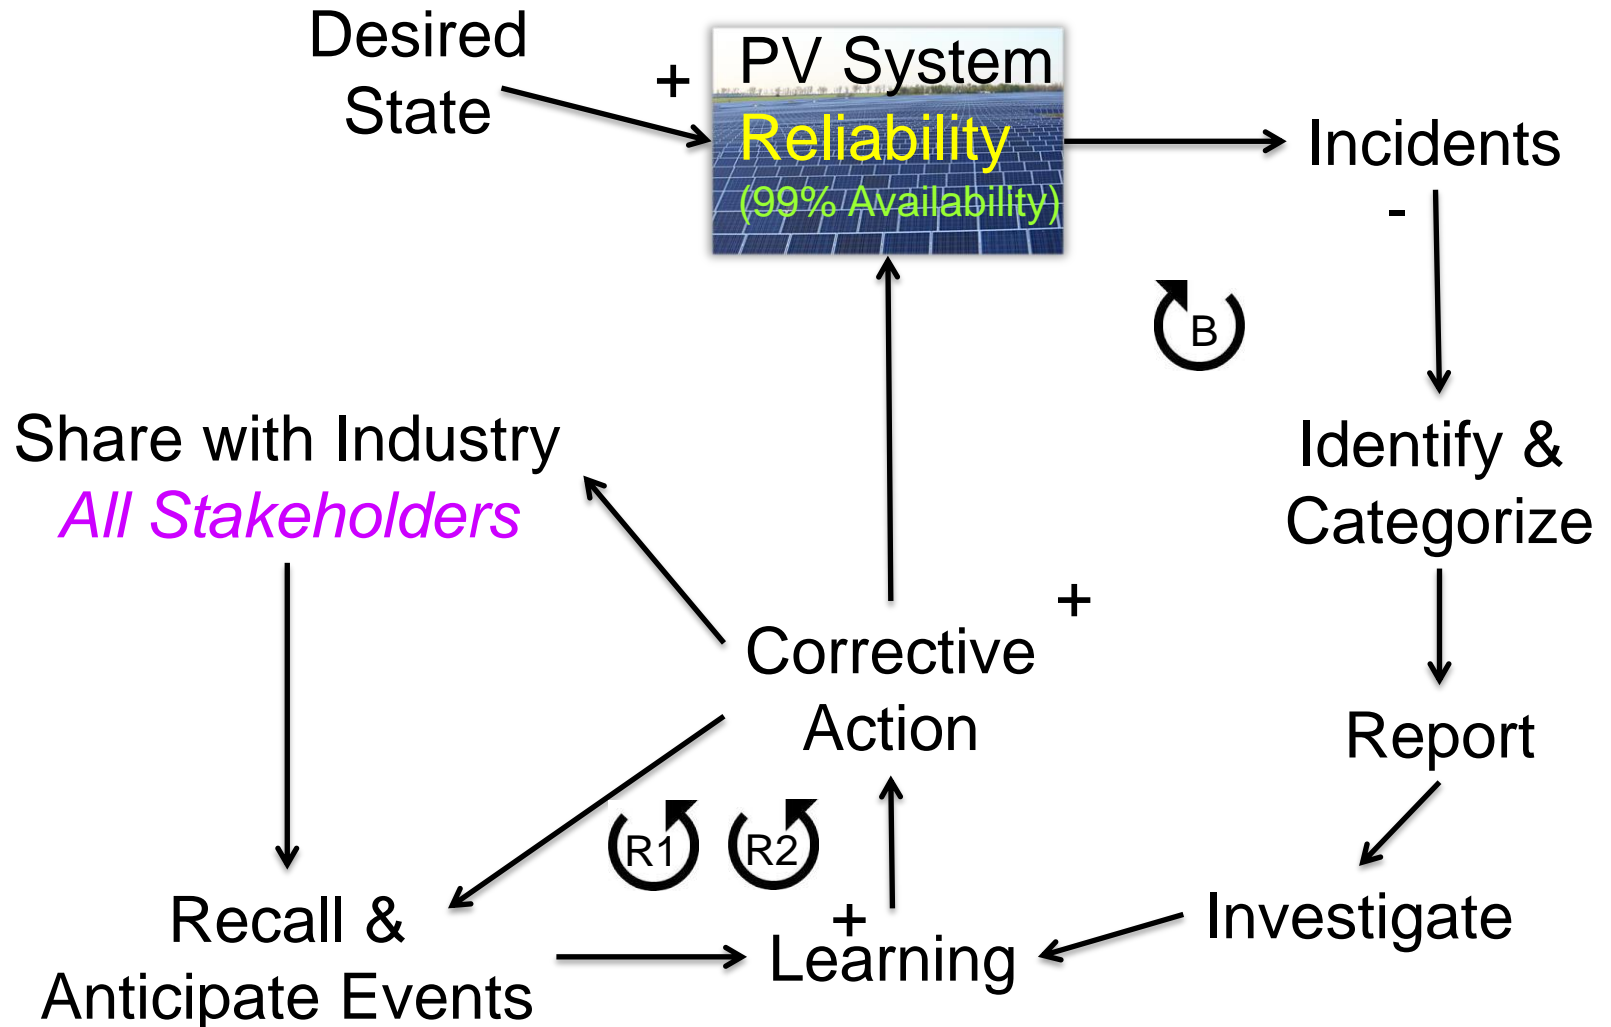 Desired
State
+
PV System
Reliability
(99% Availability)
Incidents
-
B
Share with Industry
All Stakeholders
Identify &
Categorize
+
Corrective
Action
Report
R1
R2
Recall &
Anticipate Events
+
Learning
Investigate